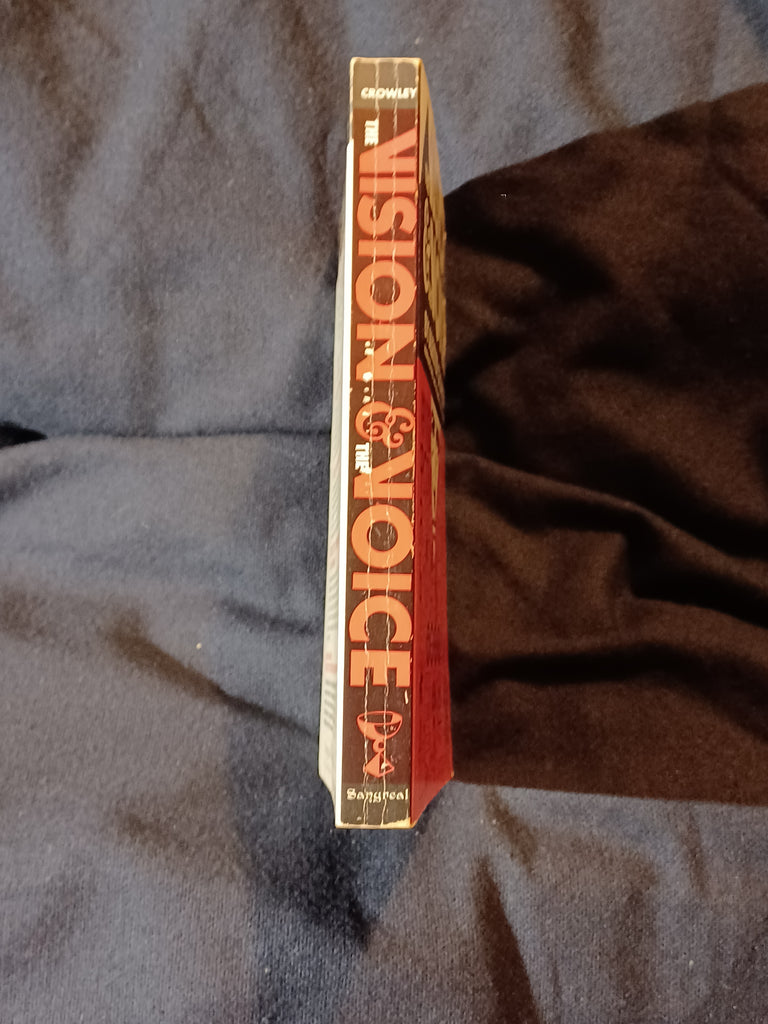 CROWLEY
THE
VISION
& THE
VOICE
Sangreal